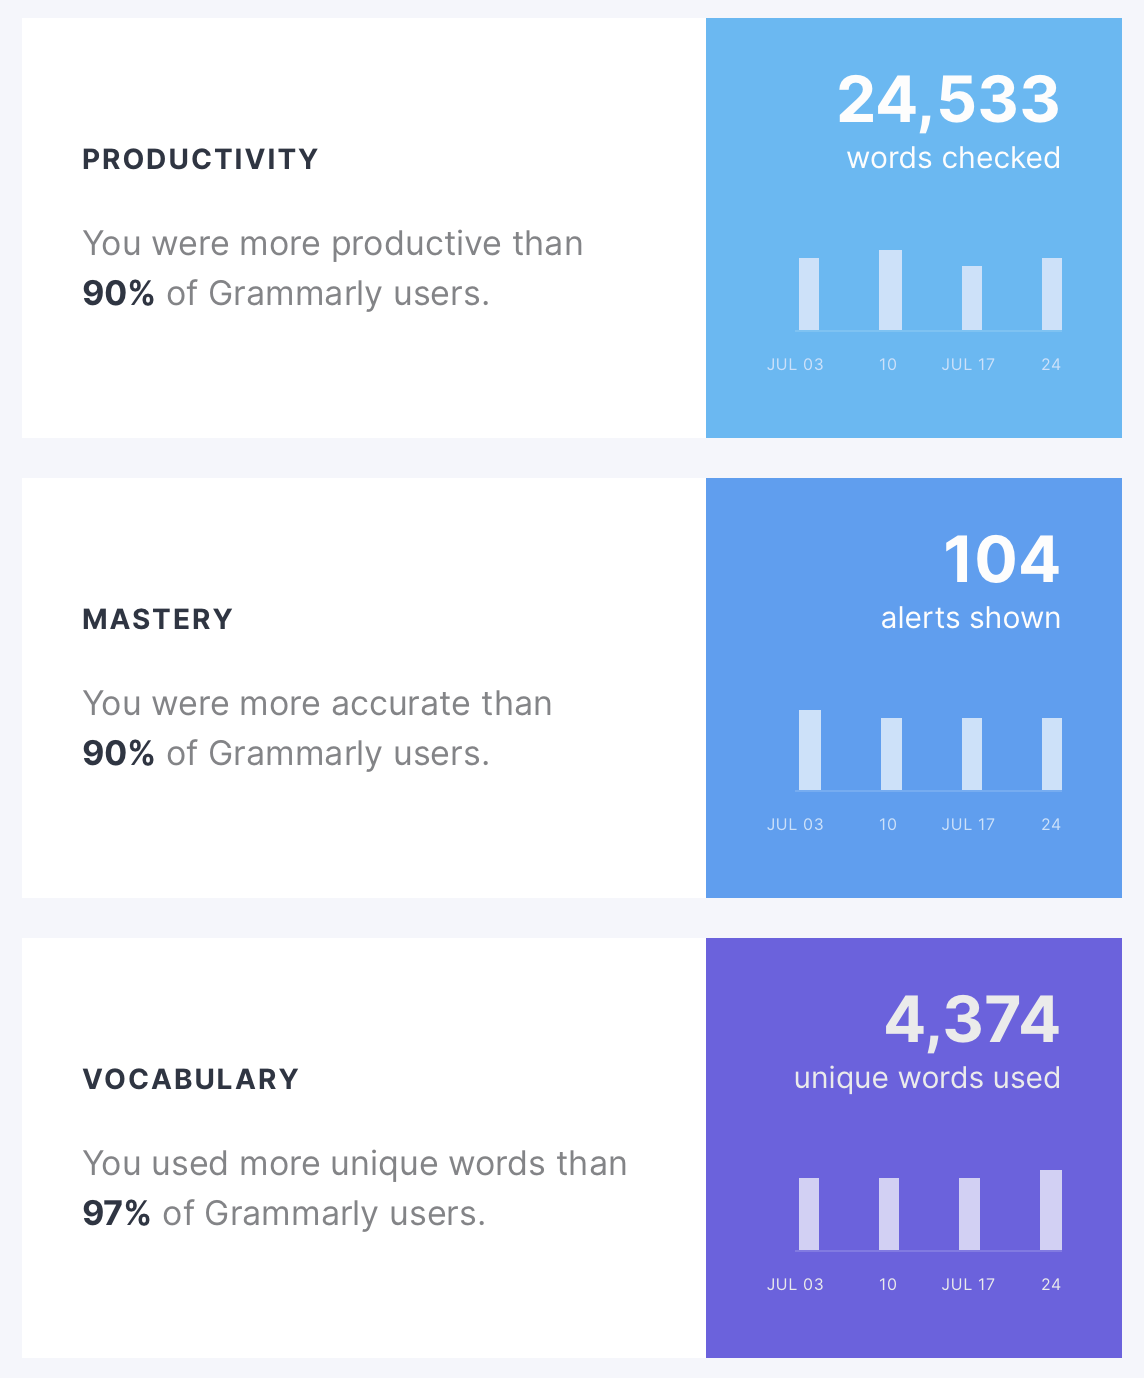 PRODUCTIVITY
You were more productive than
90% of Grammarly users.
24,533
words checked
JUL 03 10 JUL 17 24
MASTERY
You were more accurate than
90% of Grammarly users.
104
alerts shown
JUL 03 10 JUL 17 24
VOCABULARY
You used more unique words than
97% of Grammarly users.
4,374
unique words used
JUL 03 10 JUL 17 24